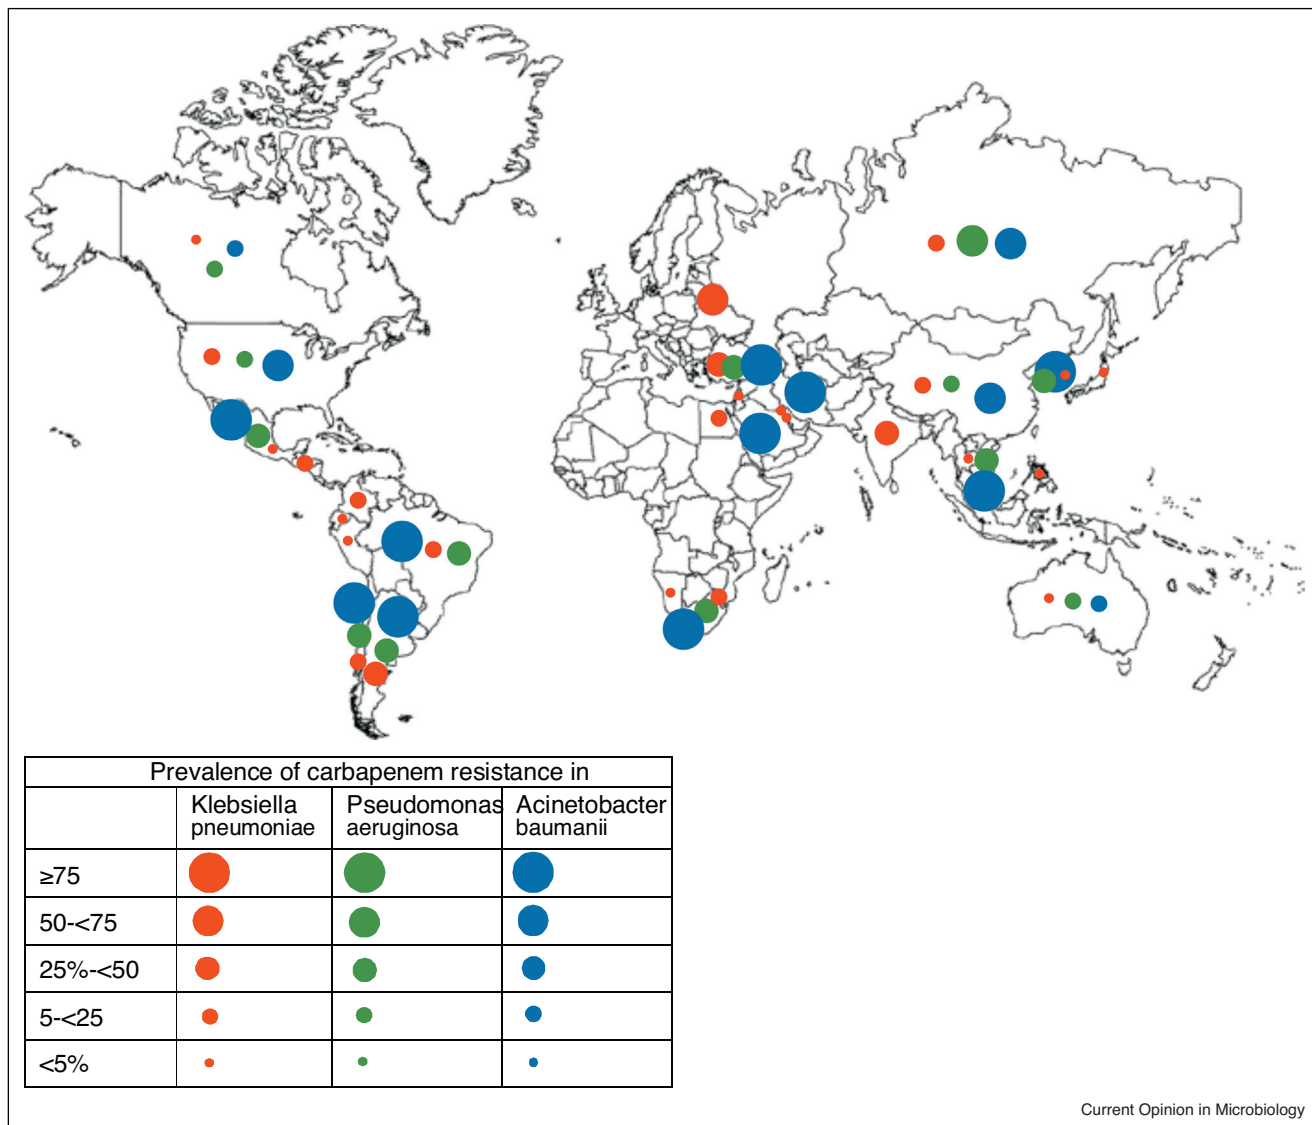 Prevalence of carbapenem resistance in
Klebsiella Pseudomonas Acinetobacter
pneumoniae aeruginosa baumanii
≥75
50-<75
25%-<50
5-<25
<5%
Current Opinion in Microbiology